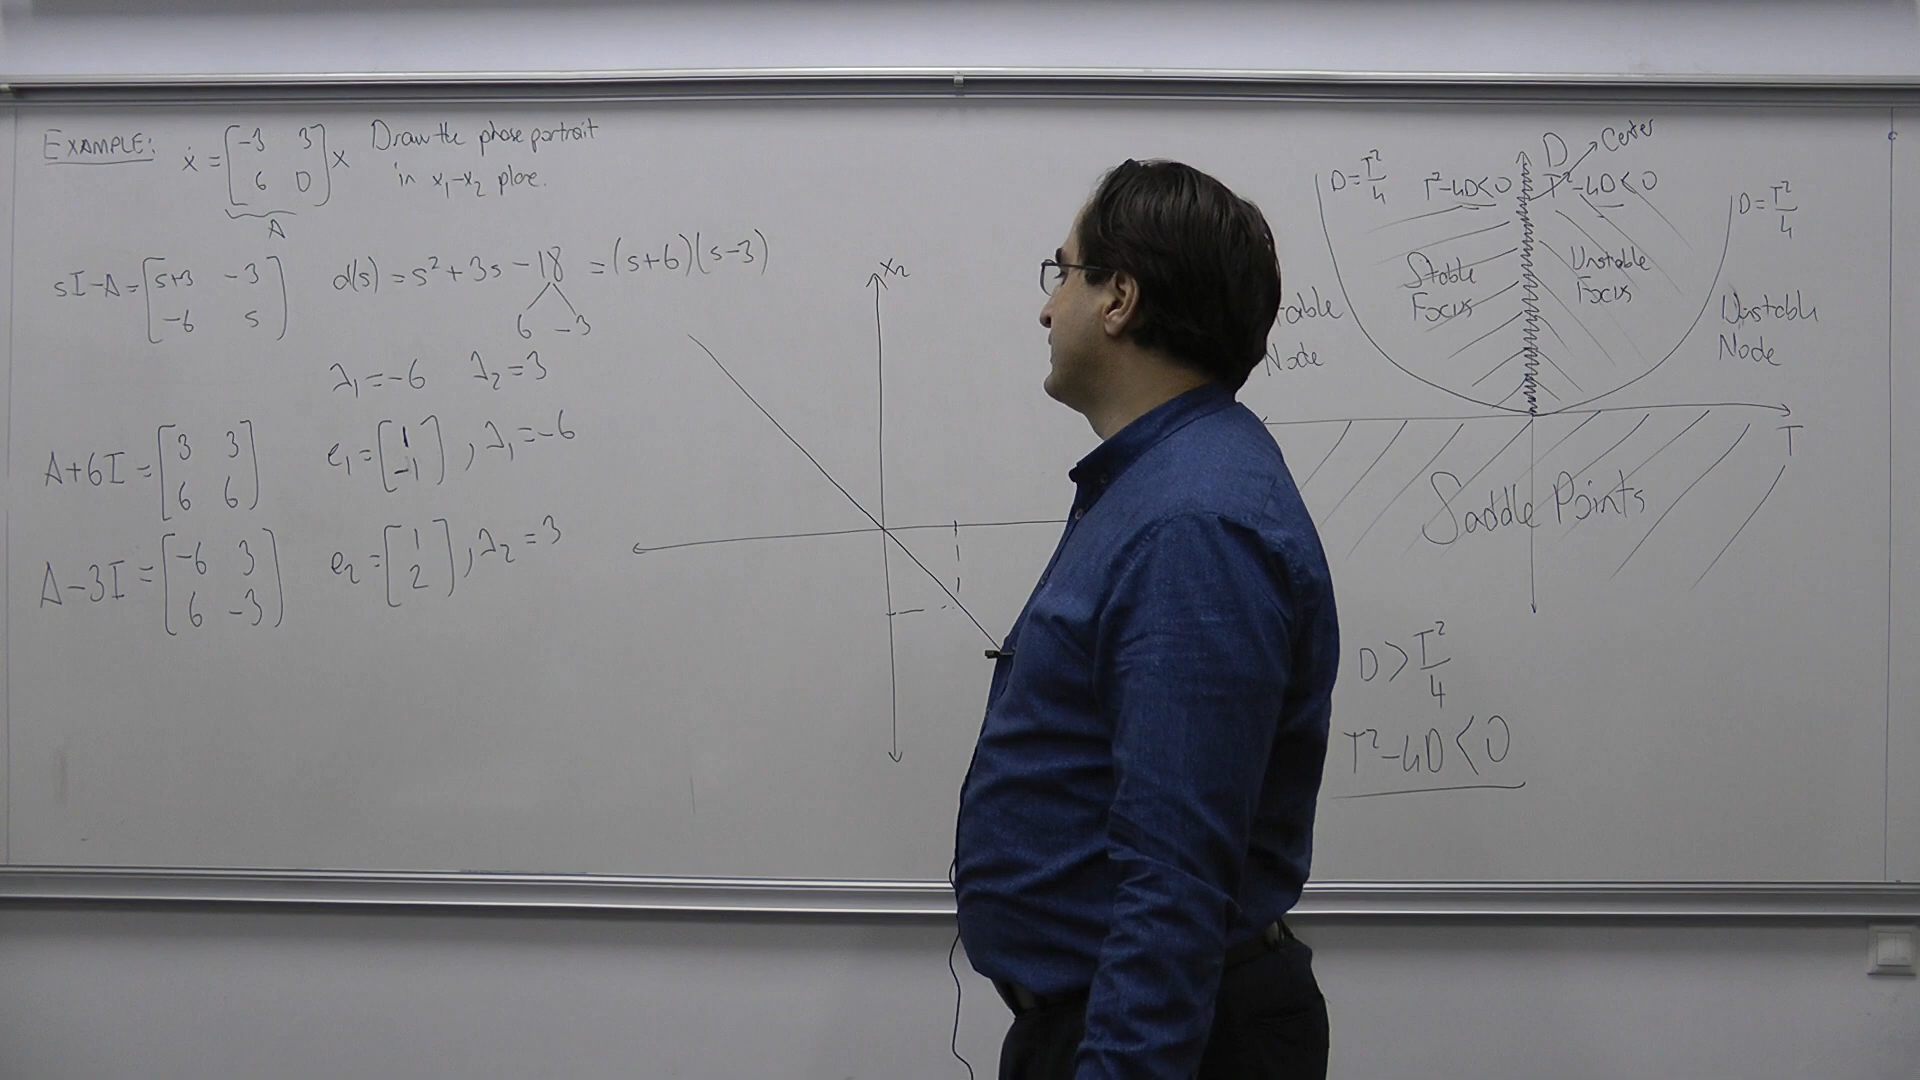 EXAMPLE: ẋ = [-3 3; 6 0] x Draw the phase portrait
in x₁-x₂ plane.
A
sI-A = [s+3 -3; -6 s] d(s) = s² + 3s - 18 = (s+6)(s-3)
6 -3
λ₁ = -6 λ₂ = 3
A+6I = [3 3; 6 6] e₁ = [1; -1], λ₁ = -6
A-3I = [-6 3; 6 -3] e₂ = [1; 2], λ₂ = 3
x₂
D Center
D = T²/4 T²-4D<0 T²-4D<0 D = T²/4
Stable Focus
Unstable Focus
Node
Unstable Node
T
Saddle Points
D > T²/4
T²-4D<0